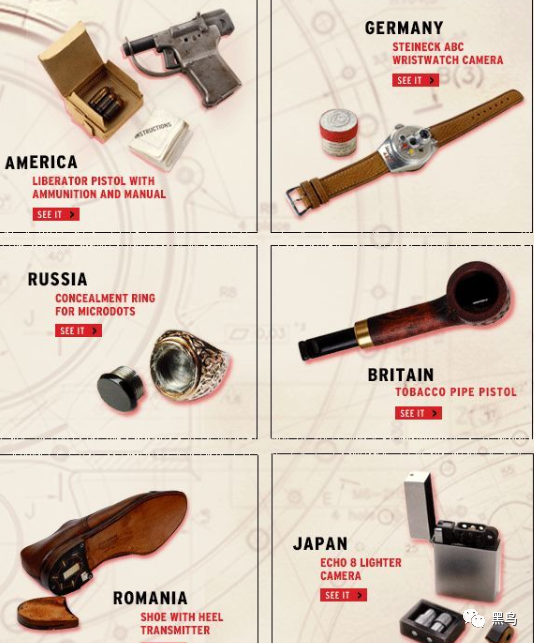 INSTRUCTIONS
AMERICA
LIBERATOR PISTOL WITH
AMMUNITION AND MANUAL
SEE IT >
GERMANY
STEINECK ABC
WRISTWATCH CAMERA
SEE IT >
RUSSIA
CONCEALMENT RING
FOR MICRODOTS
SEE IT >
BRITAIN
TOBACCO PIPE PISTOL
SEE IT >
ROMANIA
SHOE WITH HEEL
TRANSMITTER
JAPAN
ECHO 8 LIGHTER
CAMERA
SEE IT >
黑鸟